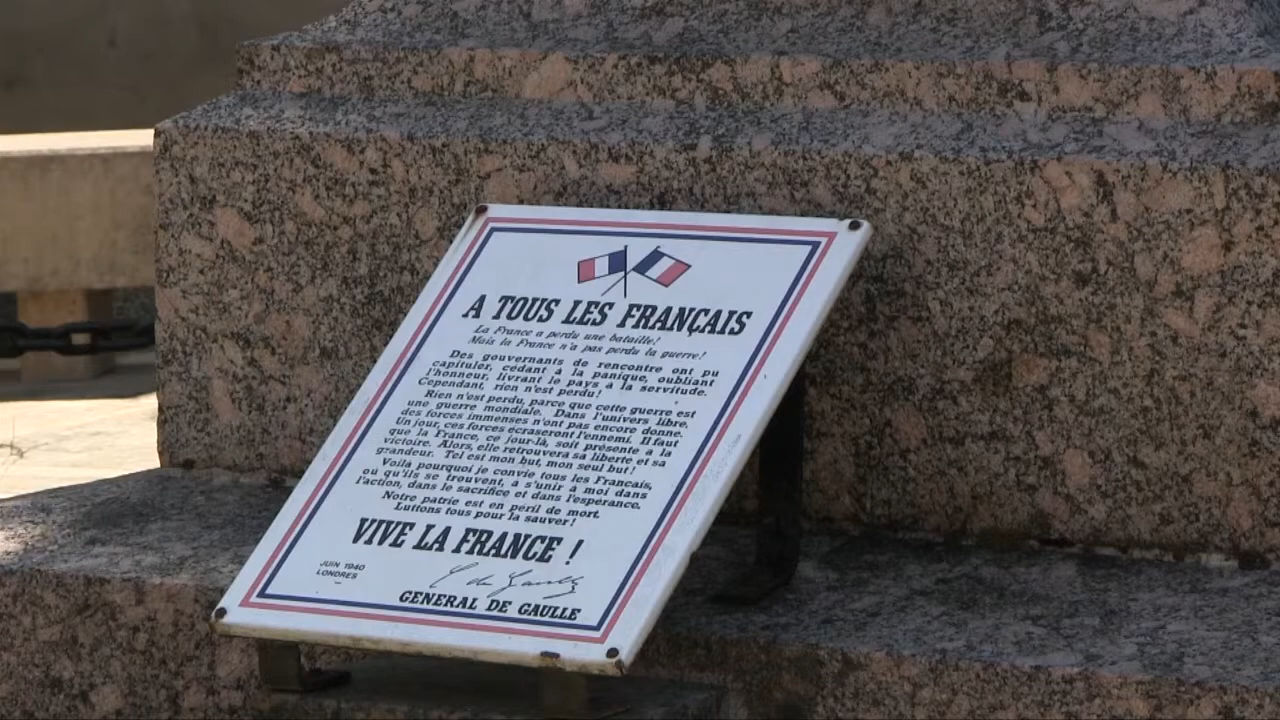 A TOUS LES FRANÇAIS
La France a perdu une bataille!
Mais la France n'a pas perdu la guerre!
Des gouvernants de rencontre ont pu
capituler, cédant à la panique, oubliant
l'honneur, livrant le pays à la servitude.
Cependant, rien n'est perdu!
Rien n'est perdu, parce que cette guerre est
une guerre mondiale. Dans l'univers libre,
des forces immenses n'ont pas encore donné.
Un jour, ces forces écraseront l'ennemi. Il faut
que la France, ce jour-là, soit présente à la
victoire. Alors, elle retrouvera sa liberté et sa
grandeur. Tel est mon but, mon seul but!
Voilà pourquoi je convie tous les Français,
où qu'ils se trouvent, à s'unir à moi dans
l'action, dans le sacrifice et dans l'espérance.
Notre patrie est en péril de mort.
Luttons tous pour la sauver!
VIVE LA FRANCE !
JUIN 1940
LONDRES
C de Gaulle
GENERAL DE GAULLE